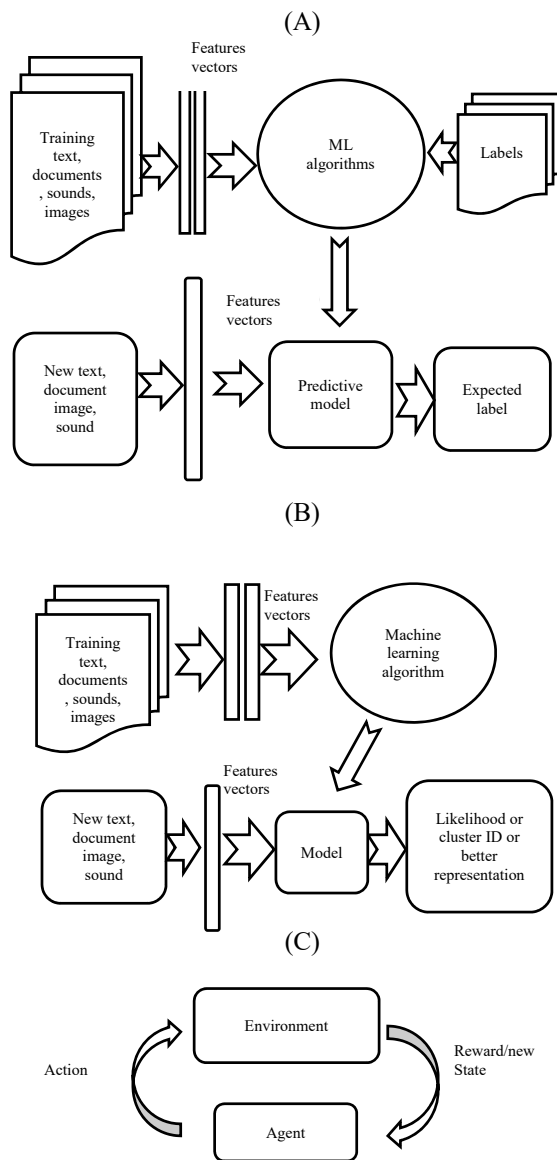 (A)
Features
vectors
Training
text,
documents
, sounds,
images
ML
algorithms
Labels
Features
vectors
New text,
document
image,
sound
Predictive
model
Expected
label
(B)
Features
vectors
Training
text,
documents
, sounds,
images
Machine
learning
algorithm
Features
vectors
New text,
document
image,
sound
Model
Likelihood or
cluster ID or
better
representation
(C)
Environment
Action
Reward/new
State
Agent